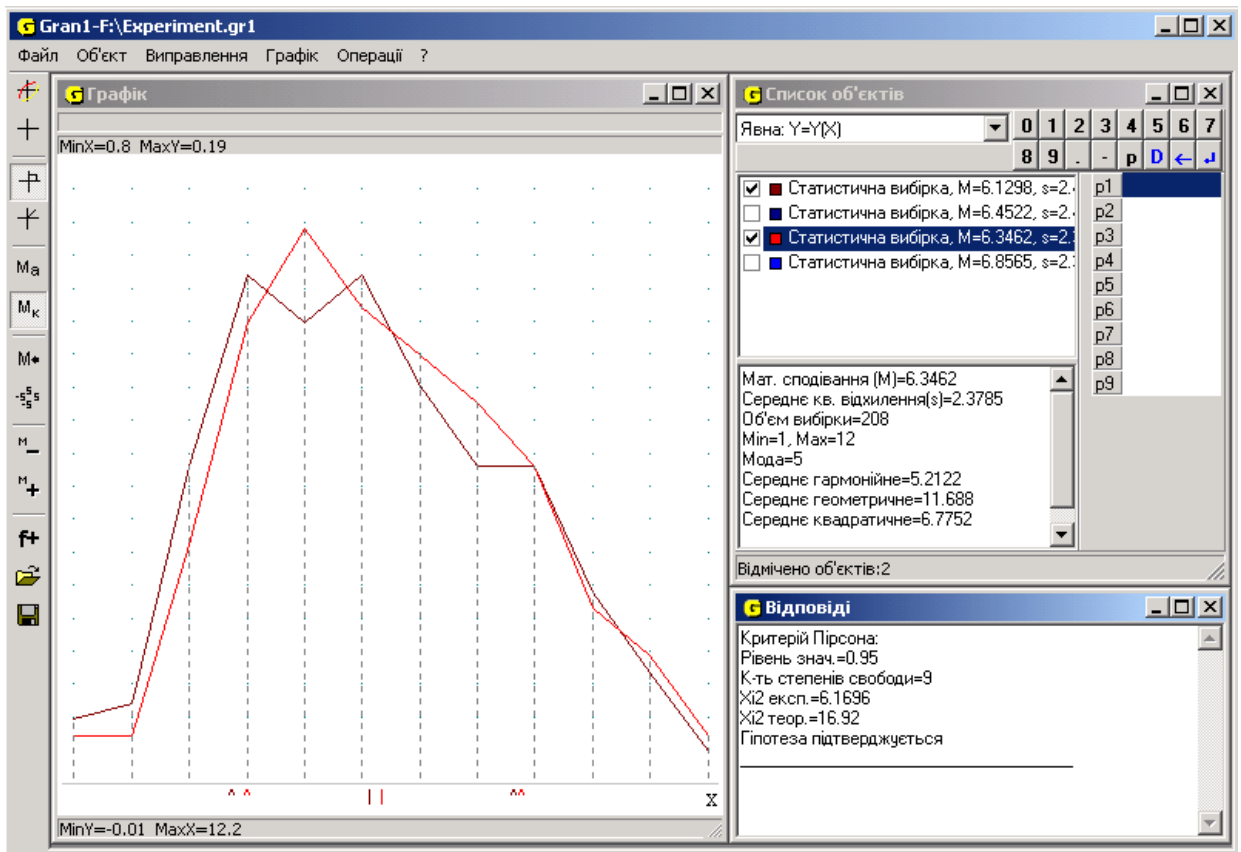 Gran1-F:\Experiment.gr1
Файл Об'єкт Виправлення Графік Операції ?
Графік
MinX=0.8 MaxY=0.19
X
MinY=-0.01 MaxX=12.2
Ma
Mк
M
-s s s s
M
M
f+
Список об'єктів
Явна: Y=Y(X)
0 1 2 3 4 5 6 7
8 9 . - p D
Статистична вибірка, M=6.1298, s=2.
Статистична вибірка, M=6.4522, s=2.
Статистична вибірка, M=6.3462, s=2.
Статистична вибірка, M=6.8565, s=2.
p1
p2
p3
p4
p5
p6
p7
p8
p9
Мат. сподівання (M)=6.3462
Середнє кв. відхилення(s)=2.3785
Об'єм вибірки=208
Min=1, Max=12
Мода=5
Середнє гармонійне=5.2122
Середнє геометричне=11.688
Середнє квадратичне=6.7752
Відмічено об'єктів:2
Відповіді
Критерій Пірсона:
Рівень знач.=0.95
К-ть степенів свободи=9
Xi2 експ.=6.1696
Xi2 теор.=16.92
Гіпотеза підтверджується